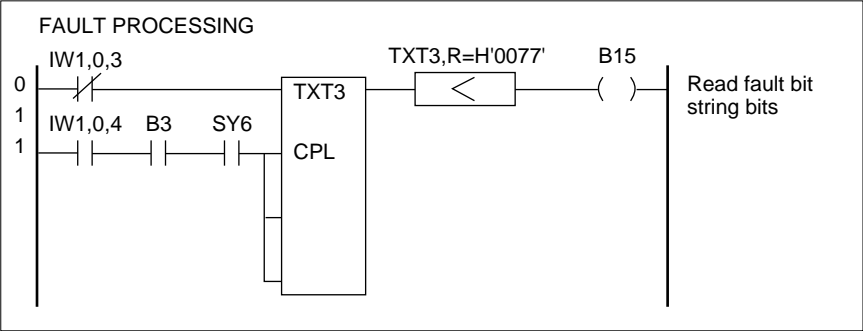 FAULT PROCESSING
IW1,0,3
TXT3,R=H'0077'
B15
0
TXT3
<
( )
Read fault bit
string bits
1
IW1,0,4
B3
SY6
1
CPL